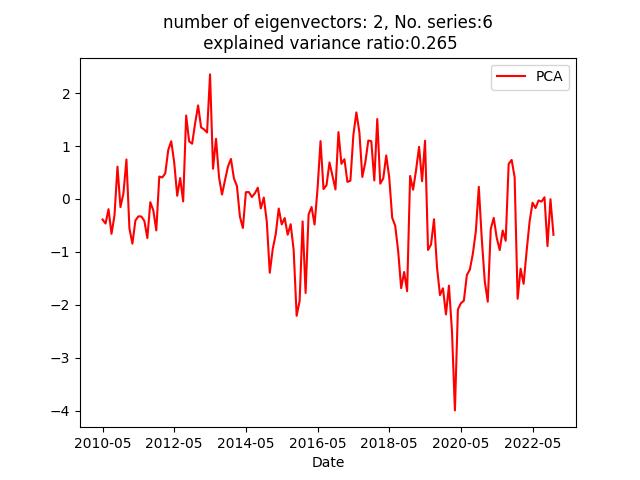 number of eigenvectors: 2, No. series:6
explained variance ratio:0.265
PCA
2
1
0
−1
−2
−3
−4
2010-05 2012-05 2014-05 2016-05 2018-05 2020-05 2022-05
Date